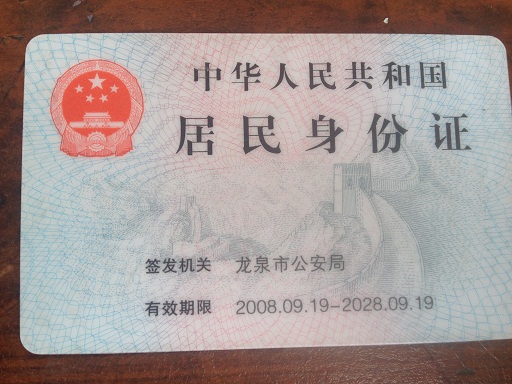 中华人民共和国
居民身份证
签发机关 龙泉市公安局
有效期限 2008.09.19-2028.09.19